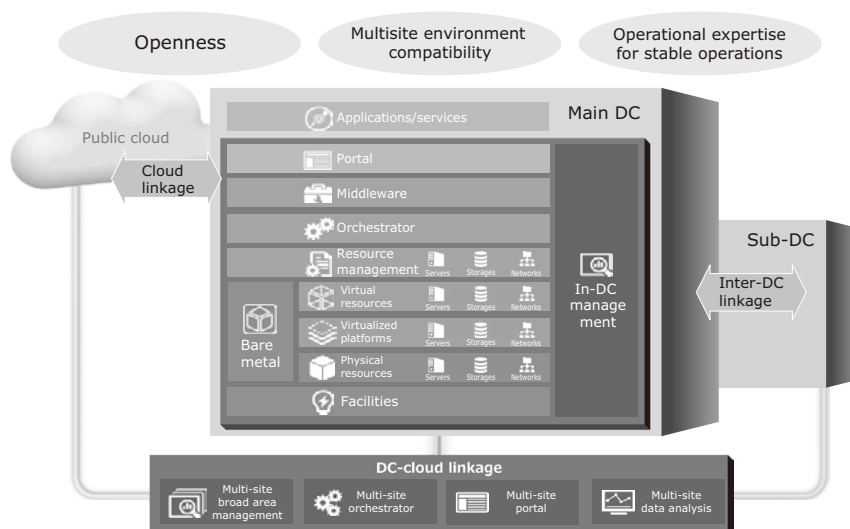 Openness
Multisite environment
compatibility
Operational expertise
for stable operations
Public cloud
Cloud
linkage
Main DC
Applications/services
Portal
Middleware
Orchestrator
Resource
management
Servers
Storages
Networks
Bare
metal
Virtual
resources
Servers
Storages
Networks
Virtualized
platforms
Servers
Storages
Networks
Physical
resources
Servers
Storages
Networks
Facilities
In-DC
manage
ment
Sub-DC
Inter-DC
linkage
DC-cloud linkage
Multi-site
broad area
management
Multi-site
orchestrator
Multi-site
portal
Multi-site
data analysis